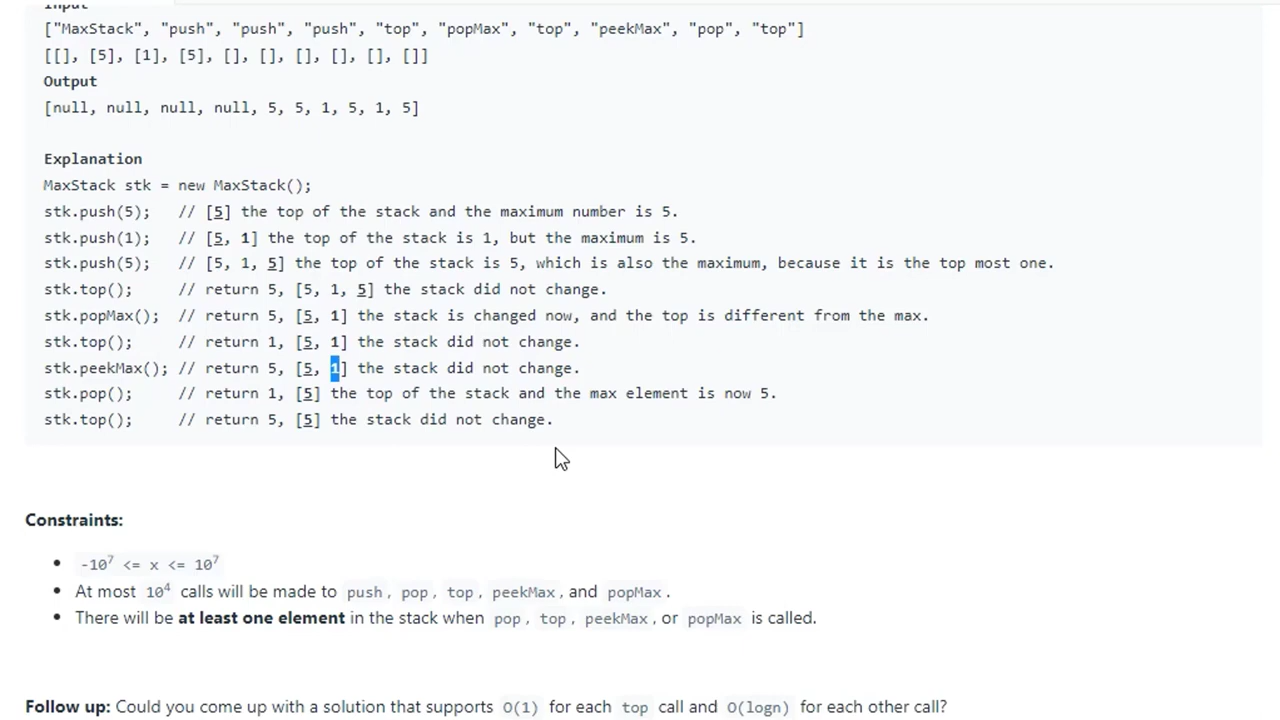 Input
["MaxStack", "push", "push", "push", "top", "popMax", "top", "peekMax", "pop", "top"]
[[], [5], [1], [5], [], [], [], [], [], []]
Output
[null, null, null, null, 5, 5, 1, 5, 1, 5]
Explanation
MaxStack stk = new MaxStack();
stk.push(5);   // [5] the top of the stack and the maximum number is 5.
stk.push(1);   // [5, 1] the top of the stack is 1, but the maximum is 5.
stk.push(5);   // [5, 1, 5] the top of the stack is 5, which is also the maximum, because it is the top most one.
stk.top();     // return 5, [5, 1, 5] the stack did not change.
stk.popMax();  // return 5, [5, 1] the stack is changed now, and the top is different from the max.
stk.top();     // return 1, [5, 1] the stack did not change.
stk.peekMax(); // return 5, [5, 1] the stack did not change.
stk.pop();     // return 1, [5] the top of the stack and the max element is now 5.
stk.top();     // return 5, [5] the stack did not change.
Constraints:
• -10⁷ <= x <= 10⁷
• At most 10⁴ calls will be made to push, pop, top, peekMax, and popMax.
• There will be at least one element in the stack when pop, top, peekMax, or popMax is called.
Follow up: Could you come up with a solution that supports O(1) for each top call and O(logn) for each other call?